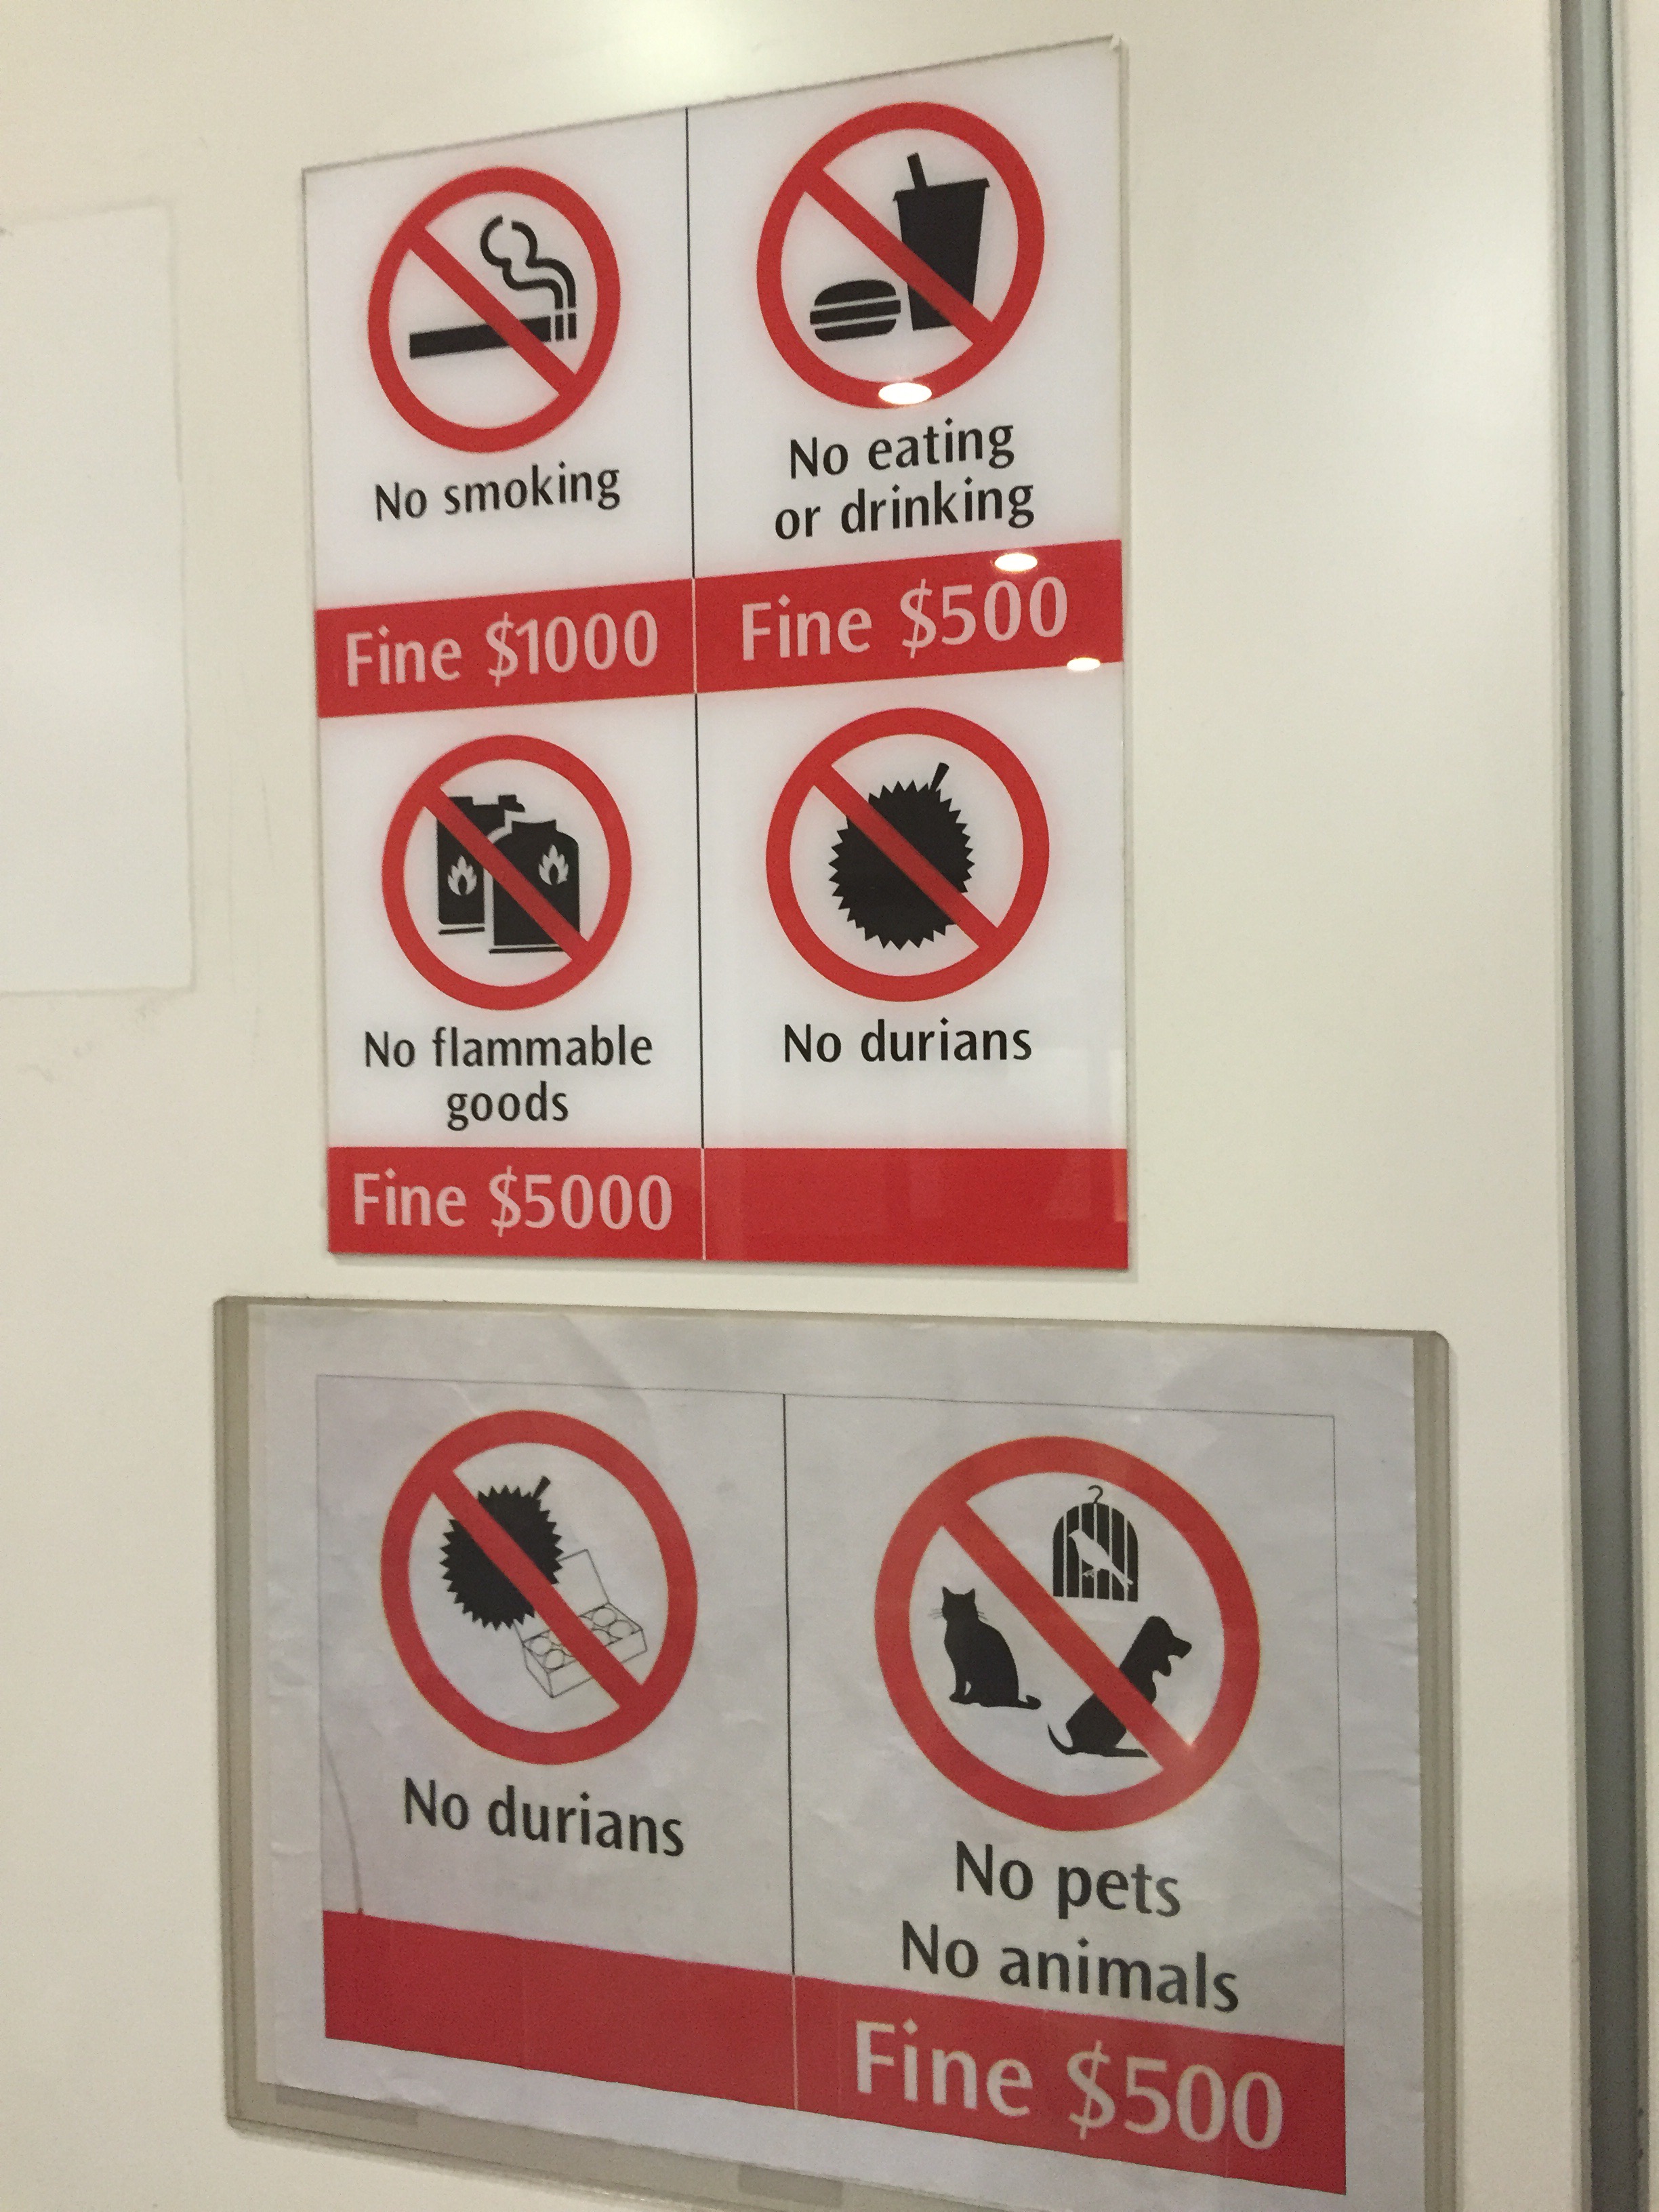 No smoking
Fine $1000
No eating
or drinking
Fine $500
No flammable
goods
Fine $5000
No durians
No durians
No pets
No animals
Fine $500